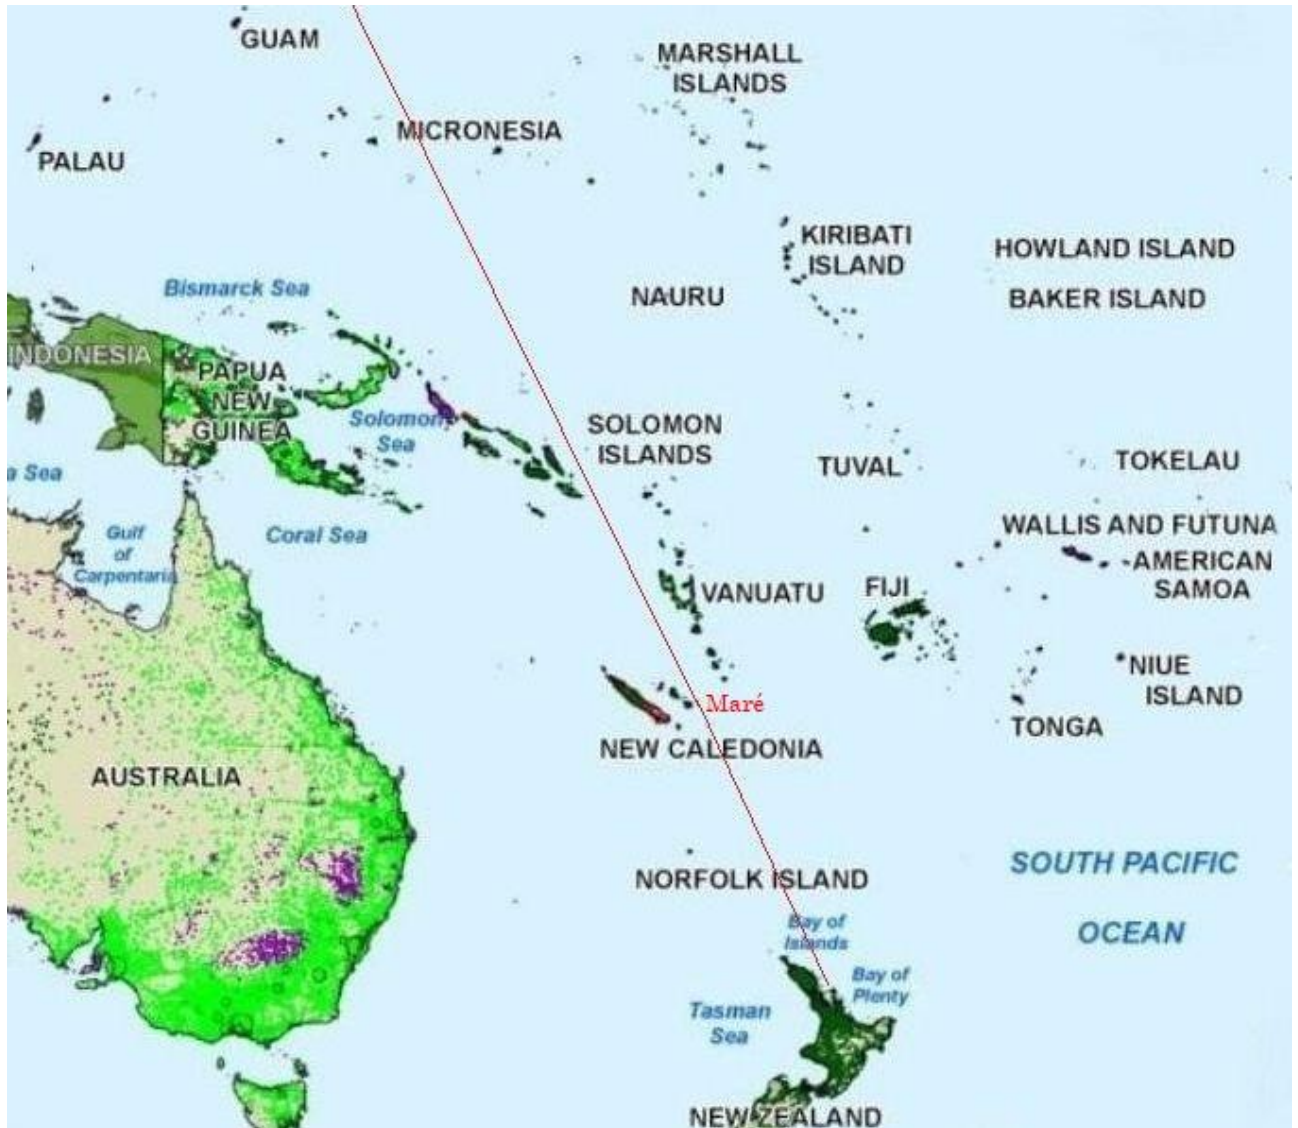 GUAM
MARSHALL
ISLANDS
MICRONESIA
PALAU
KIRIBATI
ISLAND
HOWLAND ISLAND
Bismarck Sea
NAURU
BAKER ISLAND
INDONESIA
PAPUA
NEW
GUINEA
Solomon
Sea
SOLOMON
ISLANDS
TUVAL
TOKELAU
a Sea
Gulf
of
Carpentaria
Coral Sea
WALLIS AND FUTUNA
AMERICAN
SAMOA
VANUATU
FIJI
NIUE
ISLAND
Maré
TONGA
NEW CALEDONIA
AUSTRALIA
SOUTH PACIFIC
OCEAN
NORFOLK ISLAND
Bay of
Islands
Bay of
Plenty
Tasman
Sea
NEW ZEALAND